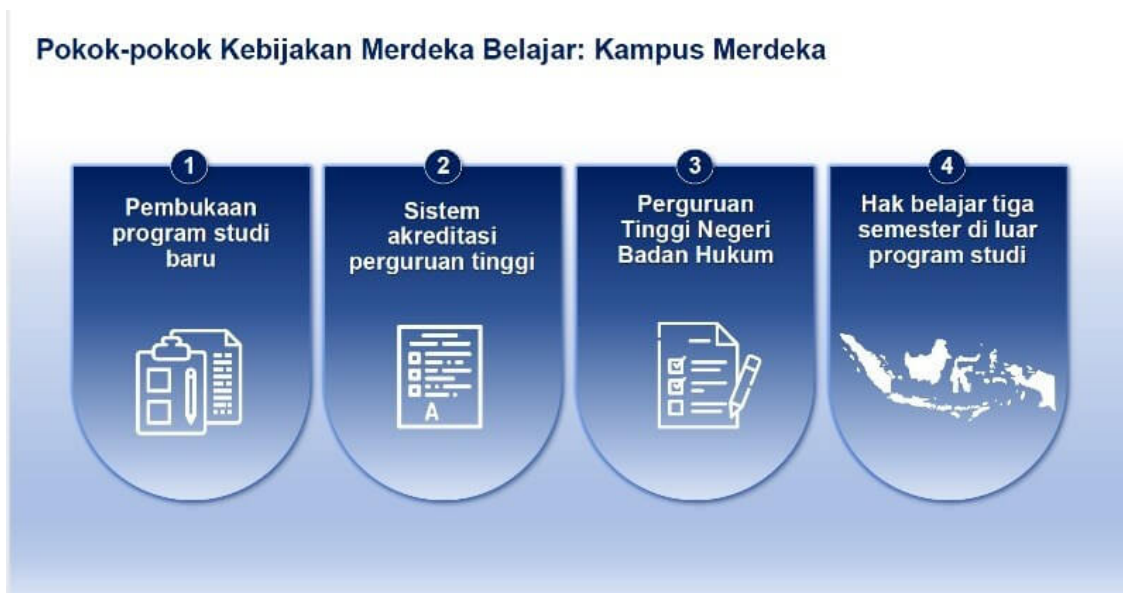 Pokok-pokok Kebijakan Merdeka Belajar: Kampus Merdeka
1
Pembukaan
program studi
baru
2
Sistem
akreditasi
perguruan tinggi
A
3
Perguruan
Tinggi Negeri
Badan Hukum
4
Hak belajar tiga
semester di luar
program studi